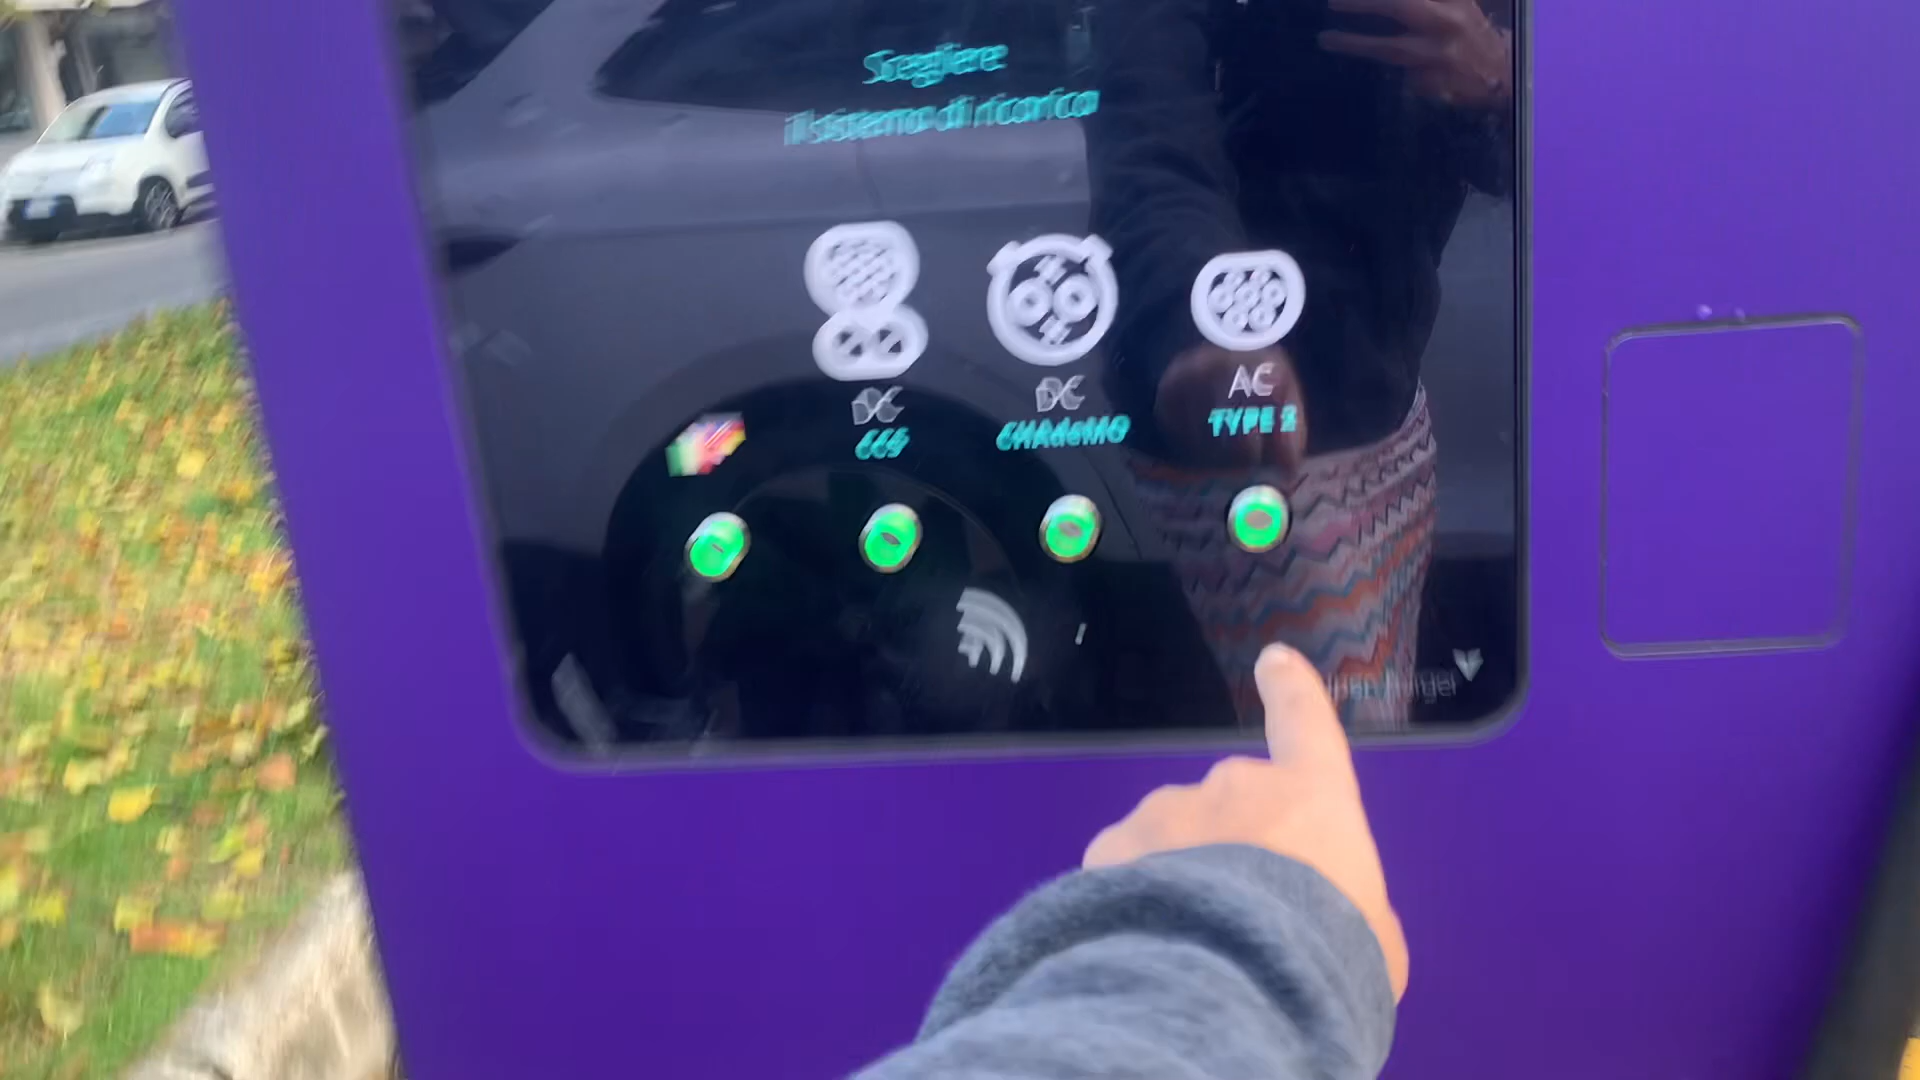 Scegliere
il sistema di ricarica
DC
CCS
DC
CHAdeMO
AC
TYPE 2